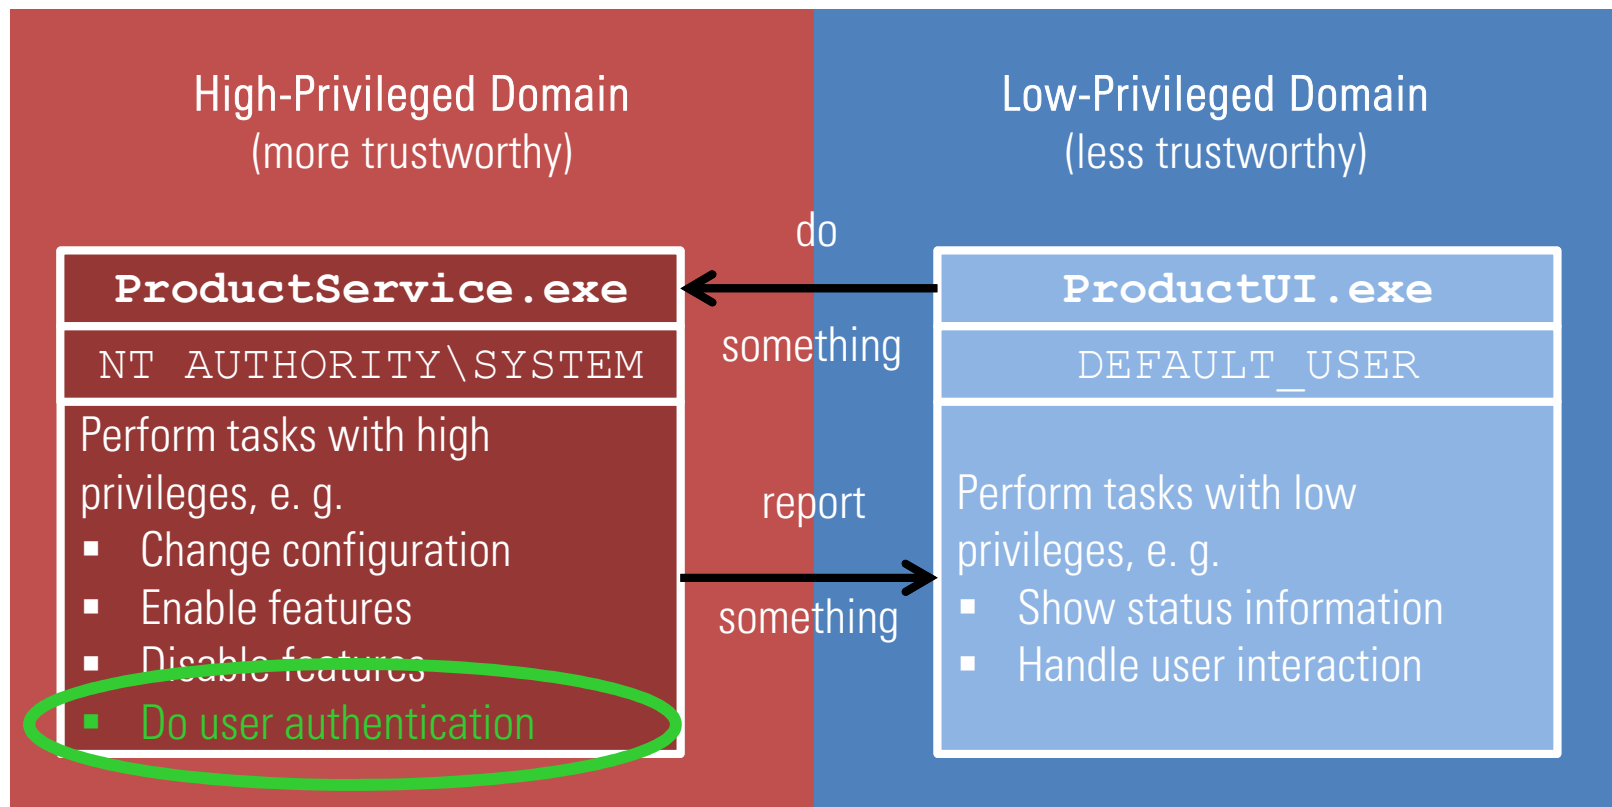 High-Privileged Domain
(more trustworthy)
Low-Privileged Domain
(less trustworthy)
do
something
ProductService.exe
NT AUTHORITY\SYSTEM
Perform tasks with high
privileges, e. g.
▪ Change configuration
▪ Enable features
▪ Disable features
▪ Do user authentication
report
something
ProductUI.exe
DEFAULT_USER
Perform tasks with low
privileges, e. g.
▪ Show status information
▪ Handle user interaction